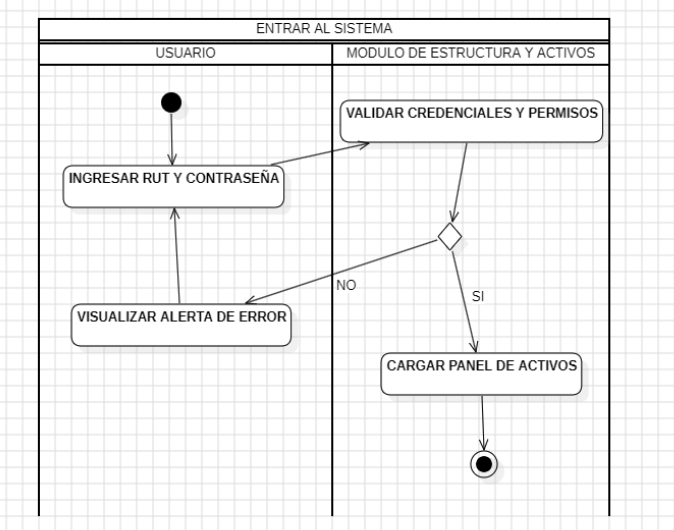 ENTRAR AL SISTEMA
USUARIO
MODULO DE ESTRUCTURA Y ACTIVOS
VALIDAR CREDENCIALES Y PERMISOS
INGRESAR RUT Y CONTRASEÑA
NO
SI
VISUALIZAR ALERTA DE ERROR
CARGAR PANEL DE ACTIVOS